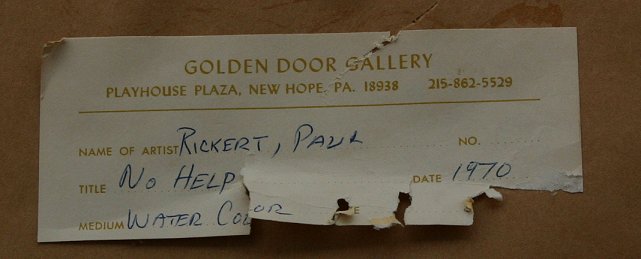 GOLDEN DOOR GALLERY
PLAYHOUSE PLAZA, NEW HOPE, PA. 18938 215-862-5529
NAME OF ARTIST RICKERT, PAUL NO.
TITLE NO HELP DATE 1970
MEDIUM WATER COLOR